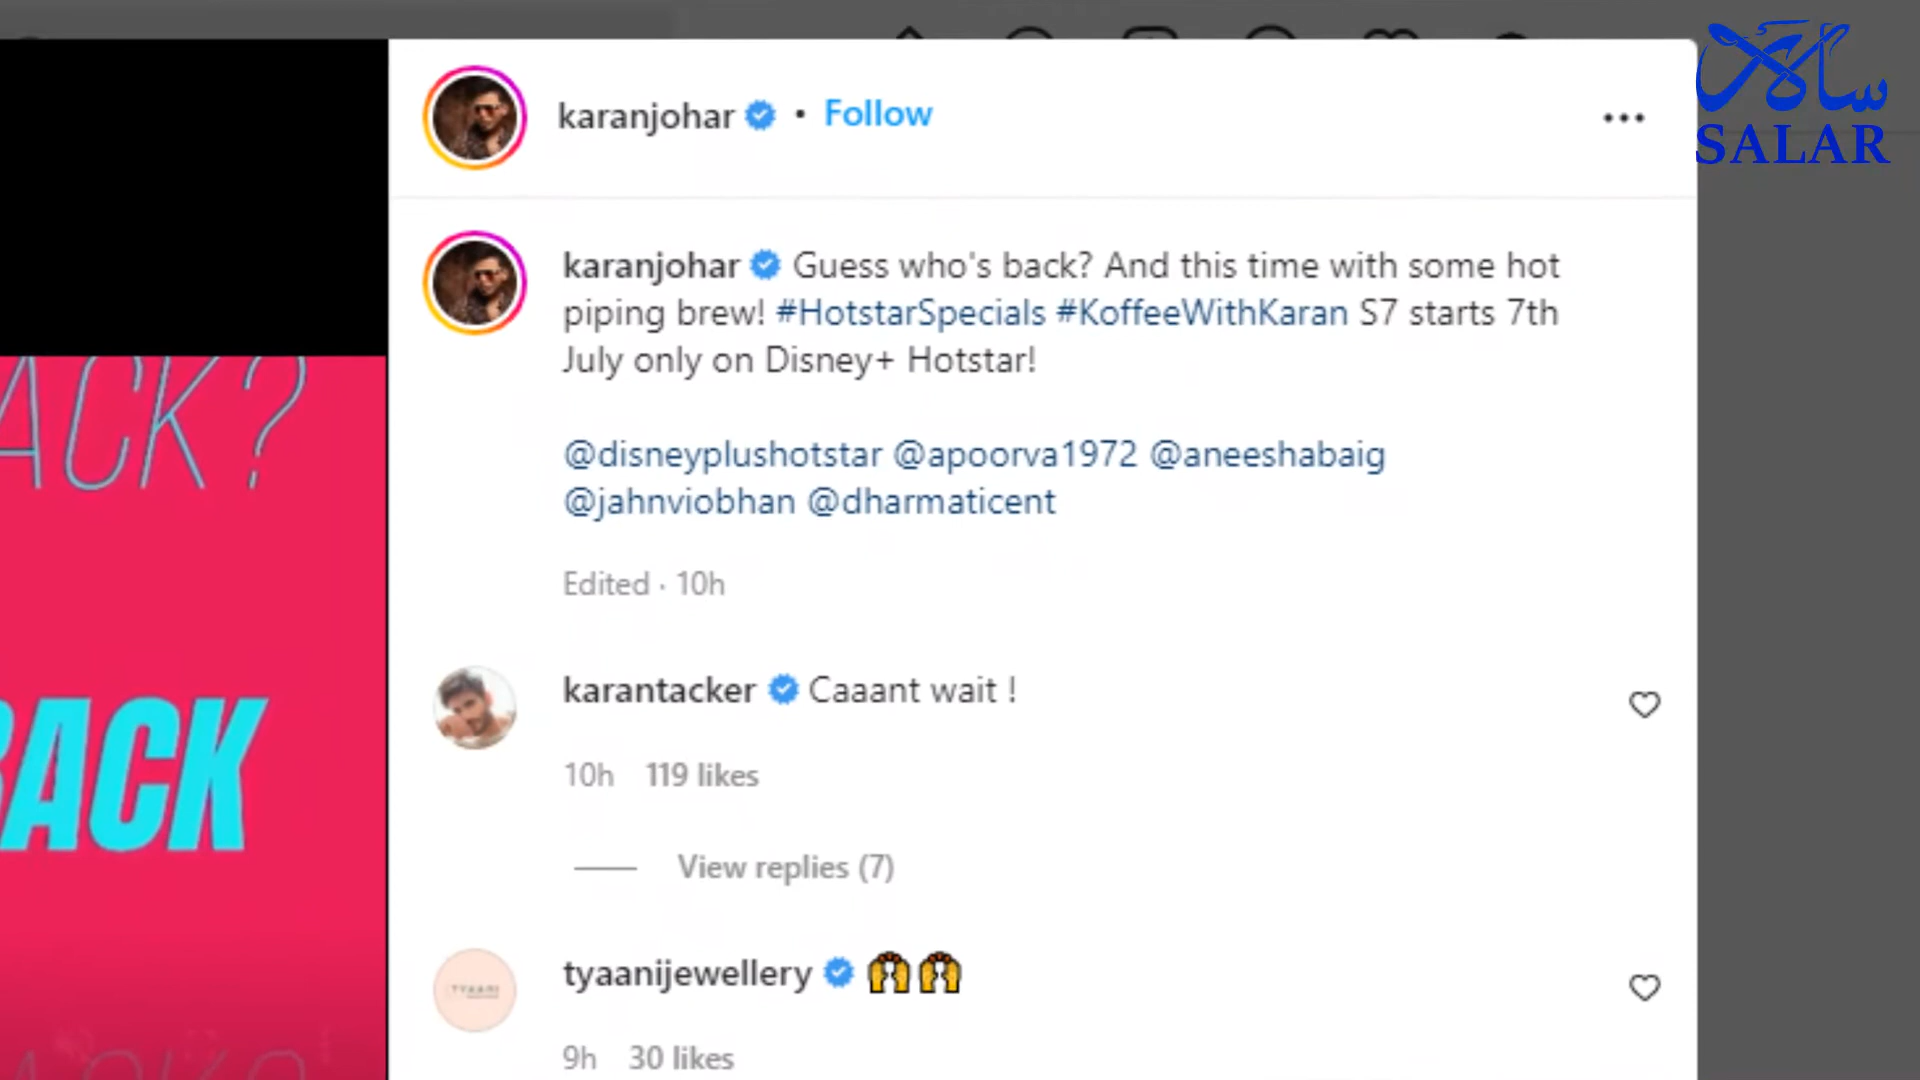 سالار
SALAR
karanjohar • Follow
karanjohar Guess who's back? And this time with some hot
piping brew! #HotstarSpecials #KoffeeWithKaran S7 starts 7th
July only on Disney+ Hotstar!
@disneyplushotstar @apoorva1972 @aneeshabaig
@jahnviobhan @dharmaticent
Edited · 10h
karantacker Caaant wait !
10h 119 likes
View replies (7)
tyaanijewellery 🙌🙌
TYAANI
9h 30 likes
ACK?
BACK